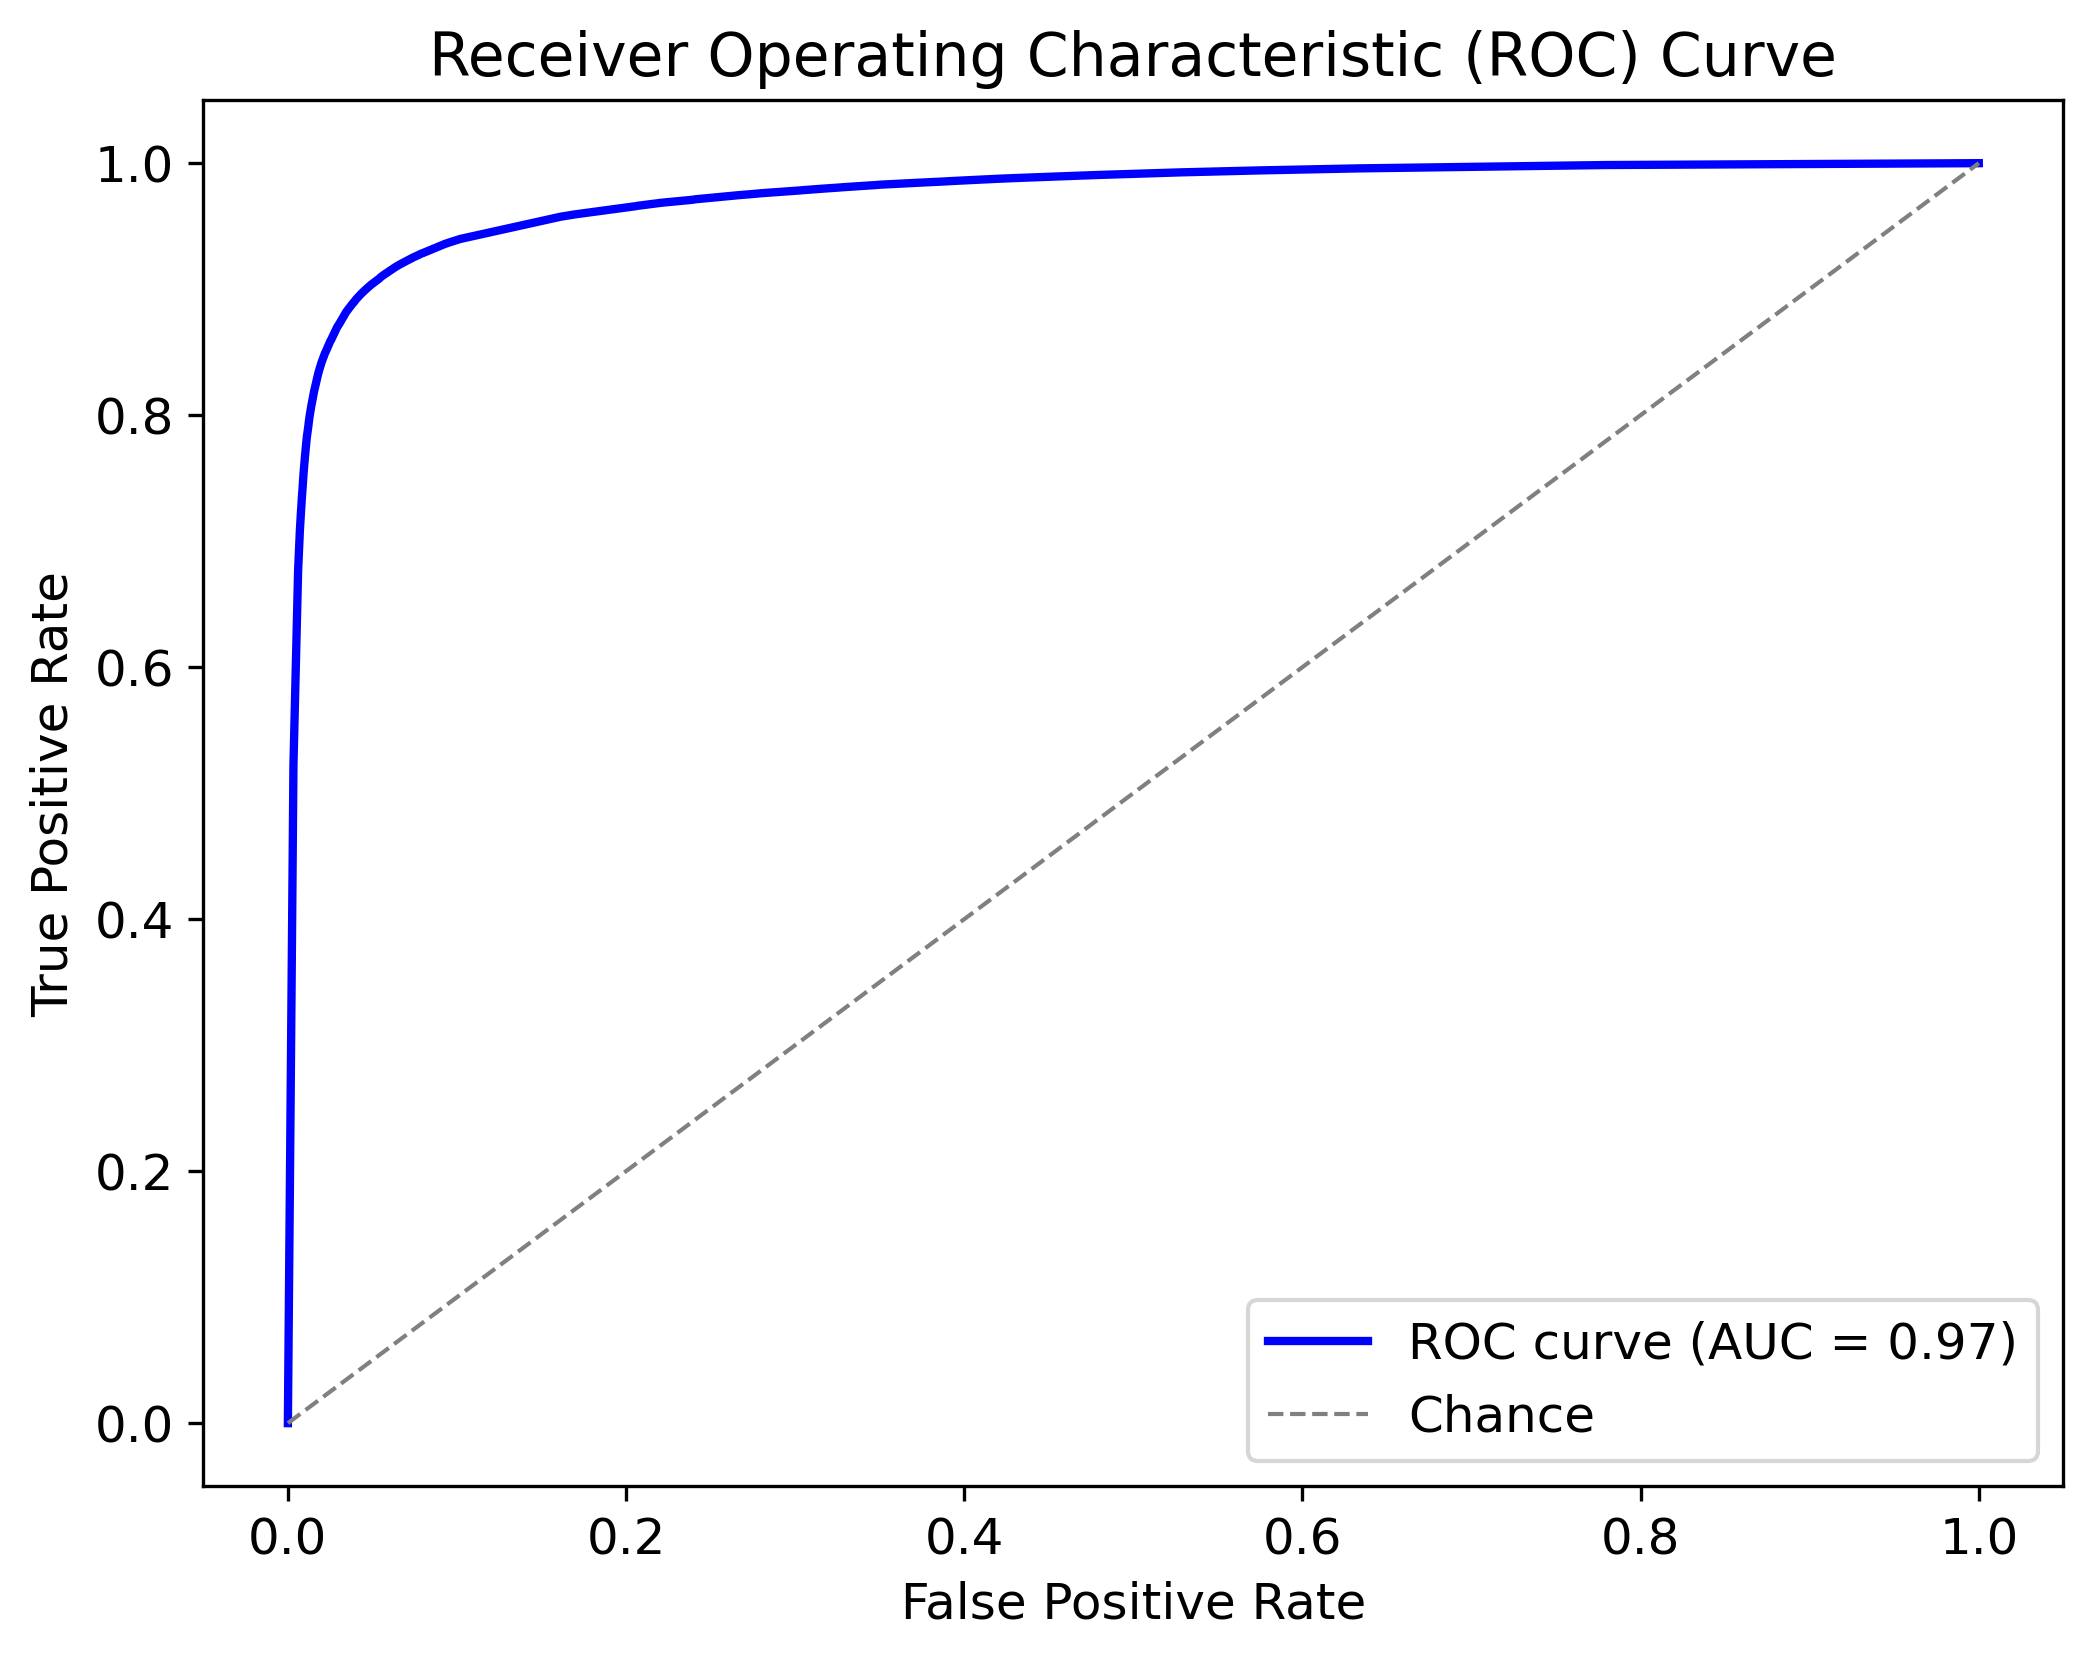 Receiver Operating Characteristic (ROC) Curve
1.0
0.8
0.6
0.4
0.2
0.0
True Positive Rate
0.0 0.2 0.4 0.6 0.8 1.0
False Positive Rate
ROC curve (AUC = 0.97)
Chance